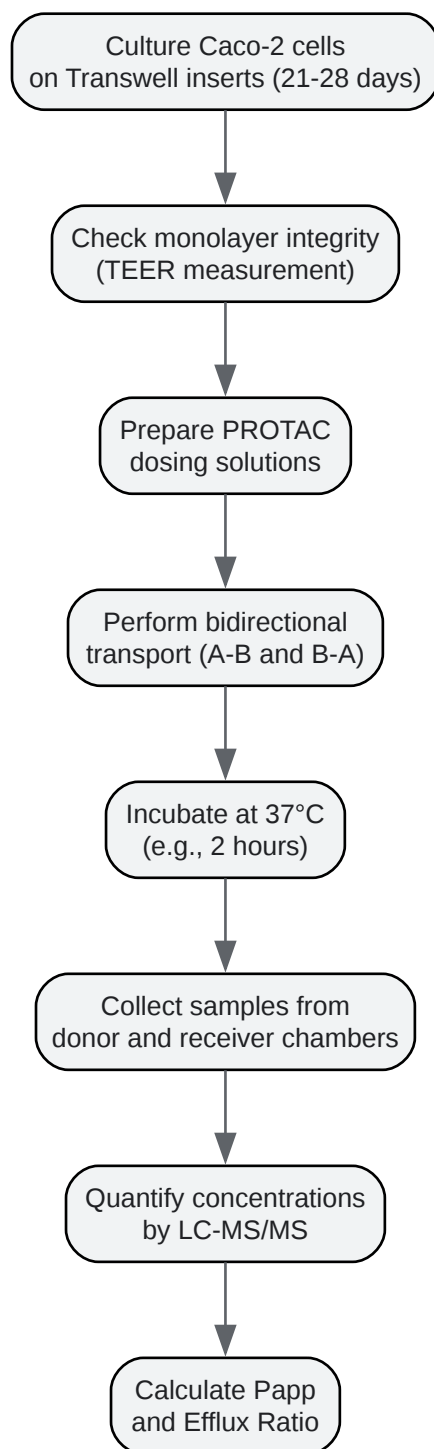 Culture Caco-2 cells
on Transwell inserts (21-28 days)
Check monolayer integrity
(TEER measurement)
Prepare PROTAC
dosing solutions
Perform bidirectional
transport (A-B and B-A)
Incubate at 37°C
(e.g., 2 hours)
Collect samples from
donor and receiver chambers
Quantify concentrations
by LC-MS/MS
Calculate Papp
and Efflux Ratio